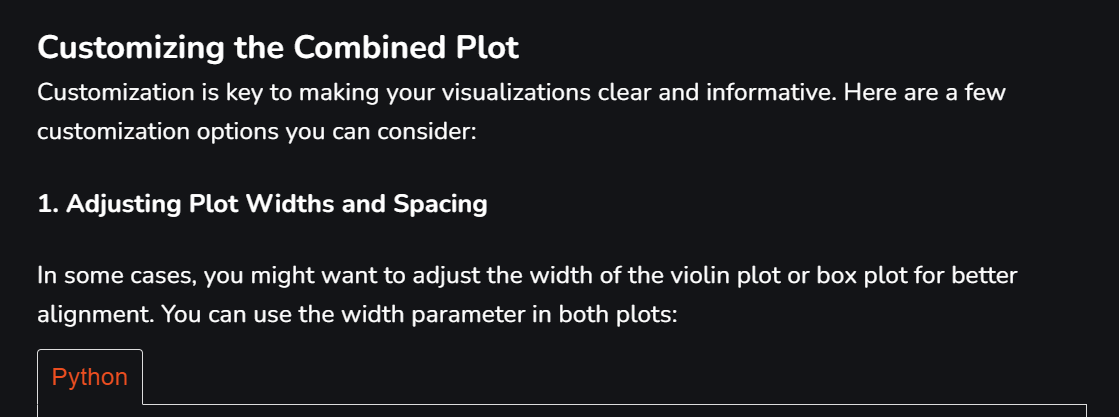 Customizing the Combined Plot
Customization is key to making your visualizations clear and informative. Here are a few
customization options you can consider:
1. Adjusting Plot Widths and Spacing
In some cases, you might want to adjust the width of the violin plot or box plot for better
alignment. You can use the width parameter in both plots:
Python